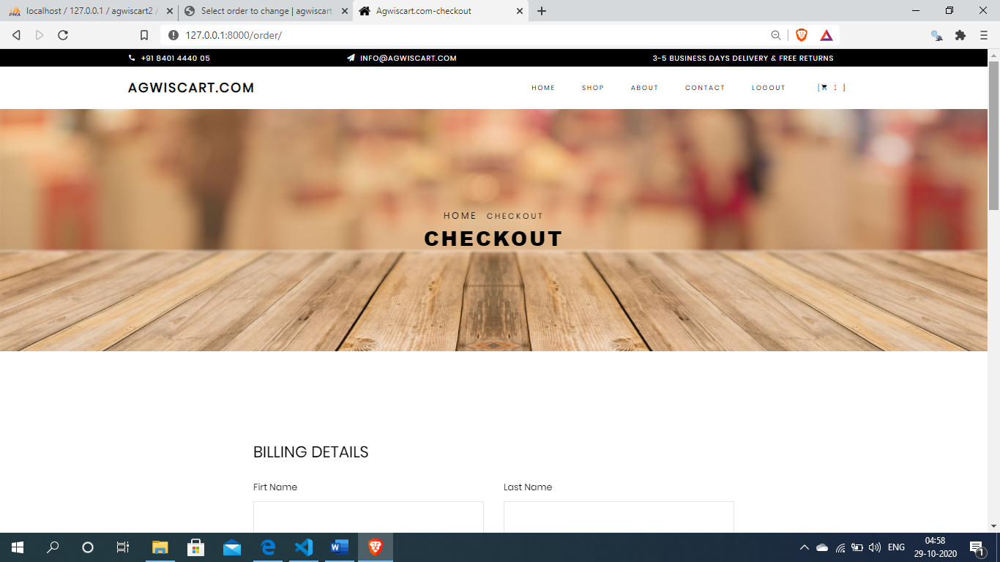 localhost / 127.0.0.1 / agwiscart2 /
Select order to change | agwiscart
Agwiscart.com-checkout
127.0.0.1:8000/order/
+91 8401 4440 05
INFO@AGWISCART.COM
3-5 BUSINESS DAYS DELIVERY & FREE RETURNS
AGWISCART.COM
HOME SHOP ABOUT CONTACT LOGOUT [ 1 ]
HOME CHECKOUT
CHECKOUT
BILLING DETAILS
Firt Name
Last Name
ENG
04:58
29-10-2020
1